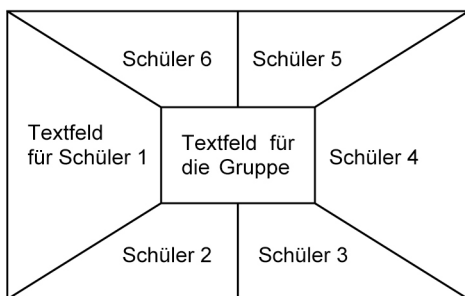 Schüler 6
Schüler 5
Textfeld
für Schüler 1
Textfeld für
die Gruppe
Schüler 4
Schüler 2
Schüler 3